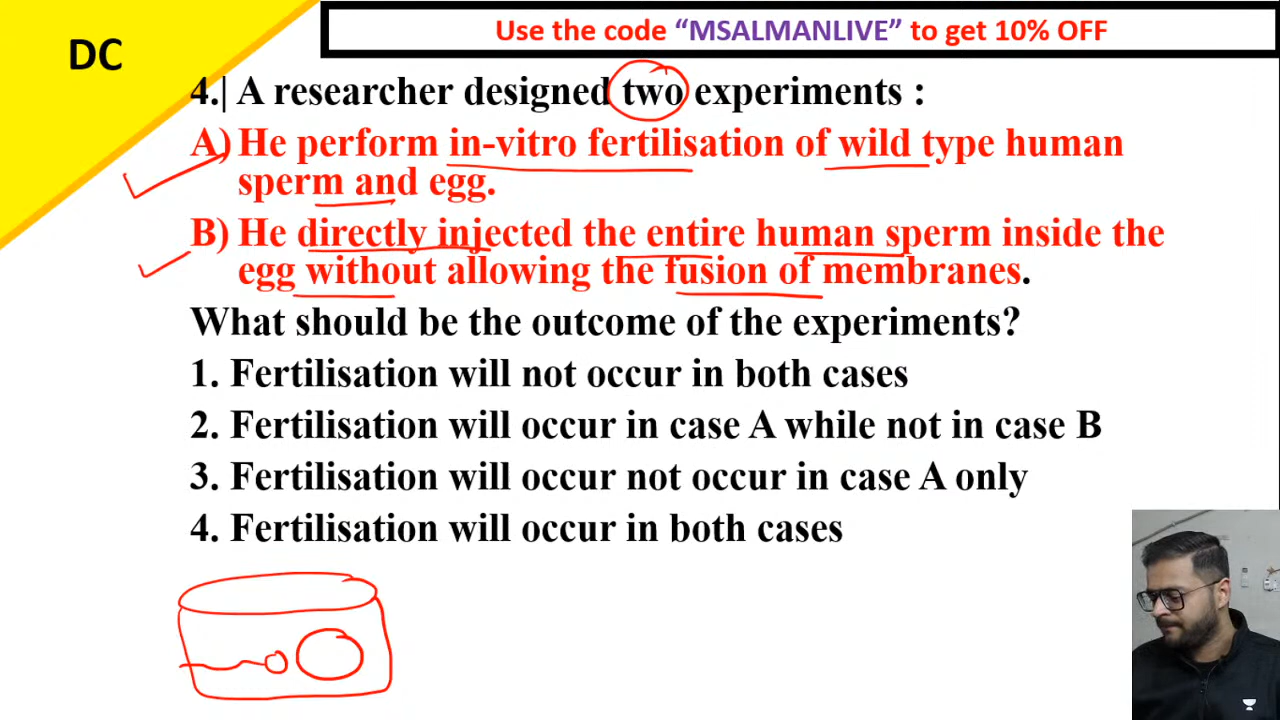 Use the code “MSALMANLIVE” to get 10% OFF
DC
4.| A researcher designed two experiments :
A) He perform in-vitro fertilisation of wild type human
sperm and egg.
B) He directly injected the entire human sperm inside the
egg without allowing the fusion of membranes.
What should be the outcome of the experiments?
1. Fertilisation will not occur in both cases
2. Fertilisation will occur in case A while not in case B
3. Fertilisation will occur not occur in case A only
4. Fertilisation will occur in both cases